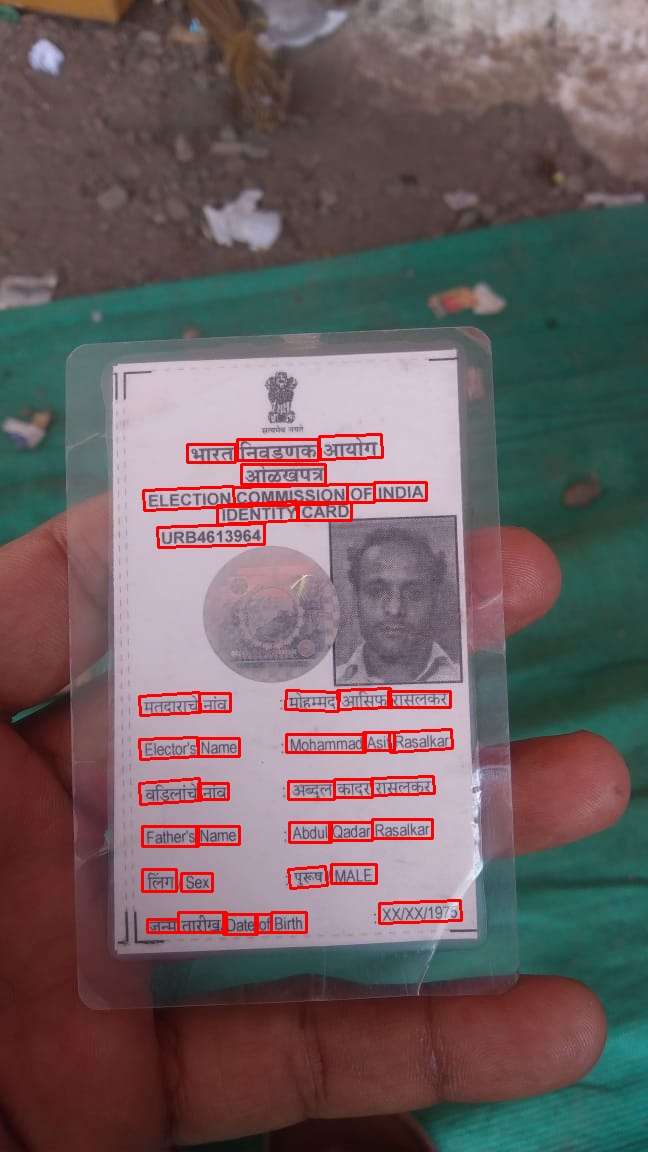 सत्यमेव जयते
भारत निवडणक आयोग
ओळखपत्र
ELECTION COMMISSION OF INDIA
IDENTITY CARD
URB4613964
मतदाराचे नांव : मोहम्मद आसिफ रासलकर
Elector's Name : Mohammad Asif Rasalkar
वडिलांचे नांव : अब्दुल कादर रासलकर
Father's Name : Abdul Qadar Rasalkar
लिंग / Sex : पुरूष / MALE
जन्म तारीख / Date of Birth : XX/XX/1975